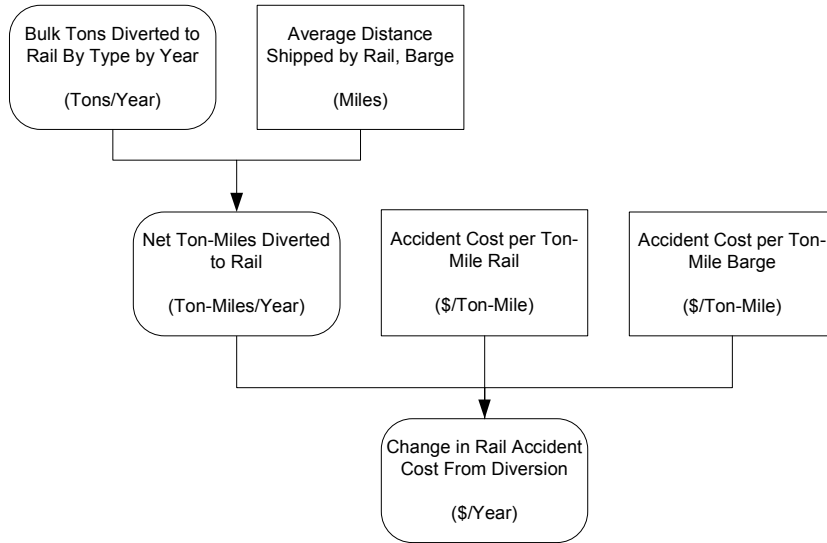 Bulk Tons Diverted to
Rail By Type by Year
(Tons/Year)
Average Distance
Shipped by Rail, Barge
(Miles)
Net Ton-Miles Diverted
to Rail
(Ton-Miles/Year)
Accident Cost per Ton-
Mile Rail
($/Ton-Mile)
Accident Cost per Ton-
Mile Barge
($/Ton-Mile)
Change in Rail Accident
Cost From Diversion
($/Year)